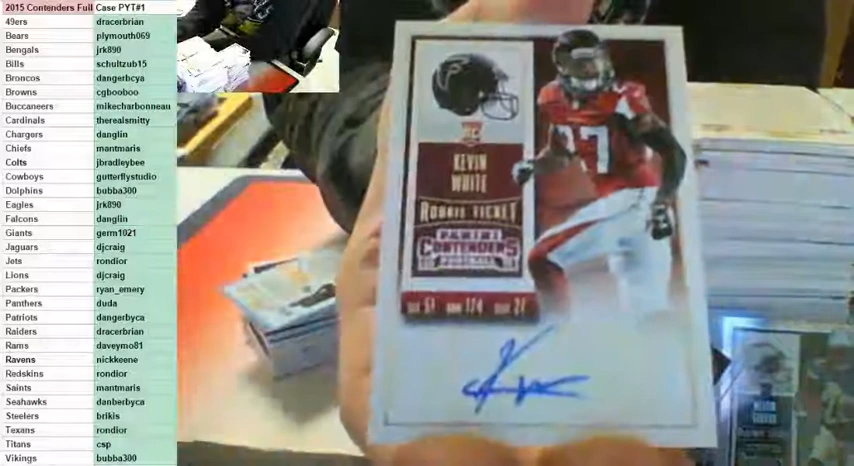 2015 Contenders Full Case PYT#1
49ers dracerbrian
Bears plymouth069
Bengals jrk890
Bills schultzub15
Broncos dangerbcya
Browns cgbooboo
Buccaneers mikecharbonneau
Cardinals therealsmitty
Chargers danglin
Chiefs mantmaris
Colts jbradleybee
Cowboys gutterflystudio
Dolphins bubba300
Eagles jrk890
Falcons danglin
Giants germ1021
Jaguars djcraig
Jets rondior
Lions djcraig
Packers ryan_emery
Panthers duda
Patriots dangerbyca
Raiders dracerbrian
Rams daveymo81
Ravens nickkeene
Redskins rondior
Saints mantmaris
Seahawks danberbyca
Steelers brikis
Texans rondior
Titans csp
Vikings bubba300
RC
KEVIN
WHITE
ROOKIE TICKET
PANINI
CONTENDERS
FOOTBALL